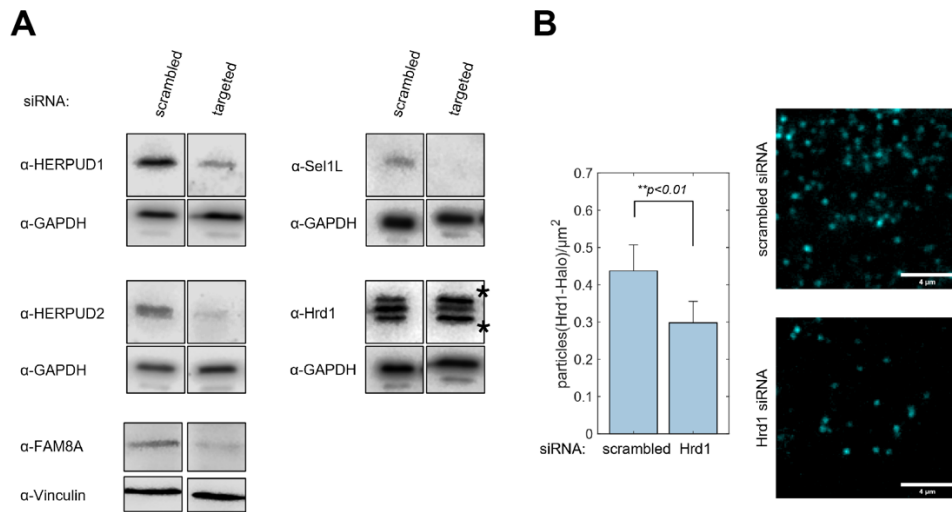 A
siRNA:
scrambled
targeted
α-HERPUD1
α-GAPDH
α-HERPUD2
α-GAPDH
α-FAM8A
α-Vinculin
scrambled
targeted
α-Sel1L
α-GAPDH
α-Hrd1
*
*
α-GAPDH
B
particles(Hrd1-Halo)/μm²
0.7
0.6
0.5
0.4
0.3
0.2
0.1
0
**p<0.01
siRNA: scrambled Hrd1
scrambled siRNA
4 μm
Hrd1 siRNA
4 μm